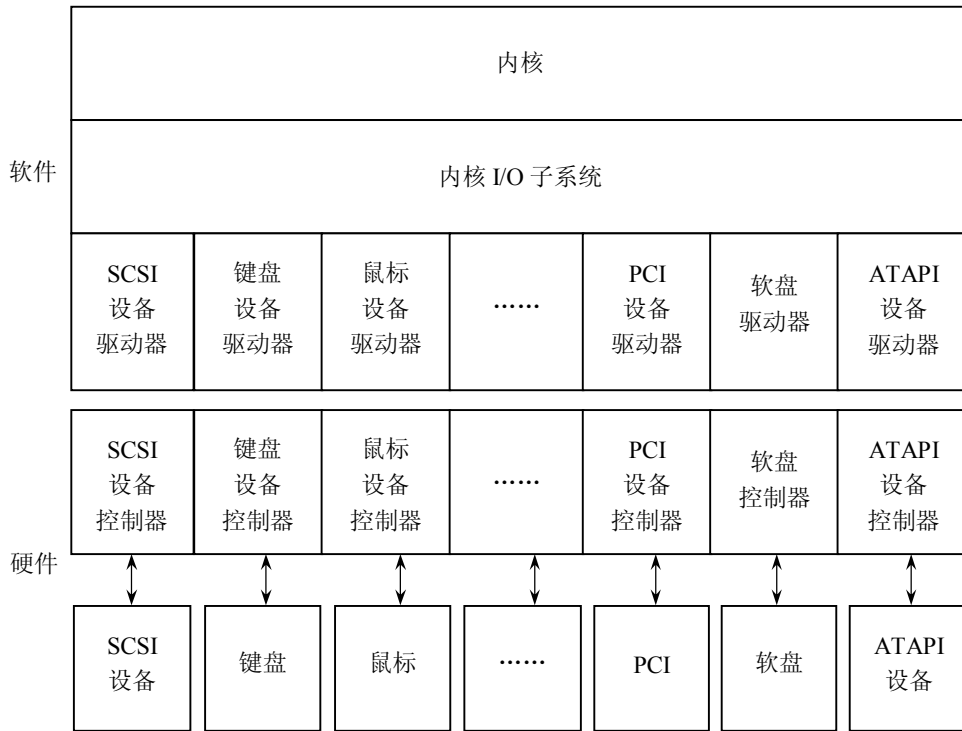 内核
软件
内核 I/O 子系统
SCSI
设备
驱动器
键盘
设备
驱动器
鼠标
设备
驱动器
……
PCI
设备
驱动器
软盘
驱动器
ATAPI
设备
驱动器
SCSI
设备
控制器
键盘
设备
控制器
鼠标
设备
控制器
……
PCI
设备
控制器
软盘
控制器
ATAPI
设备
控制器
硬件
SCSI
设备
键盘
鼠标
……
PCI
软盘
ATAPI
设备